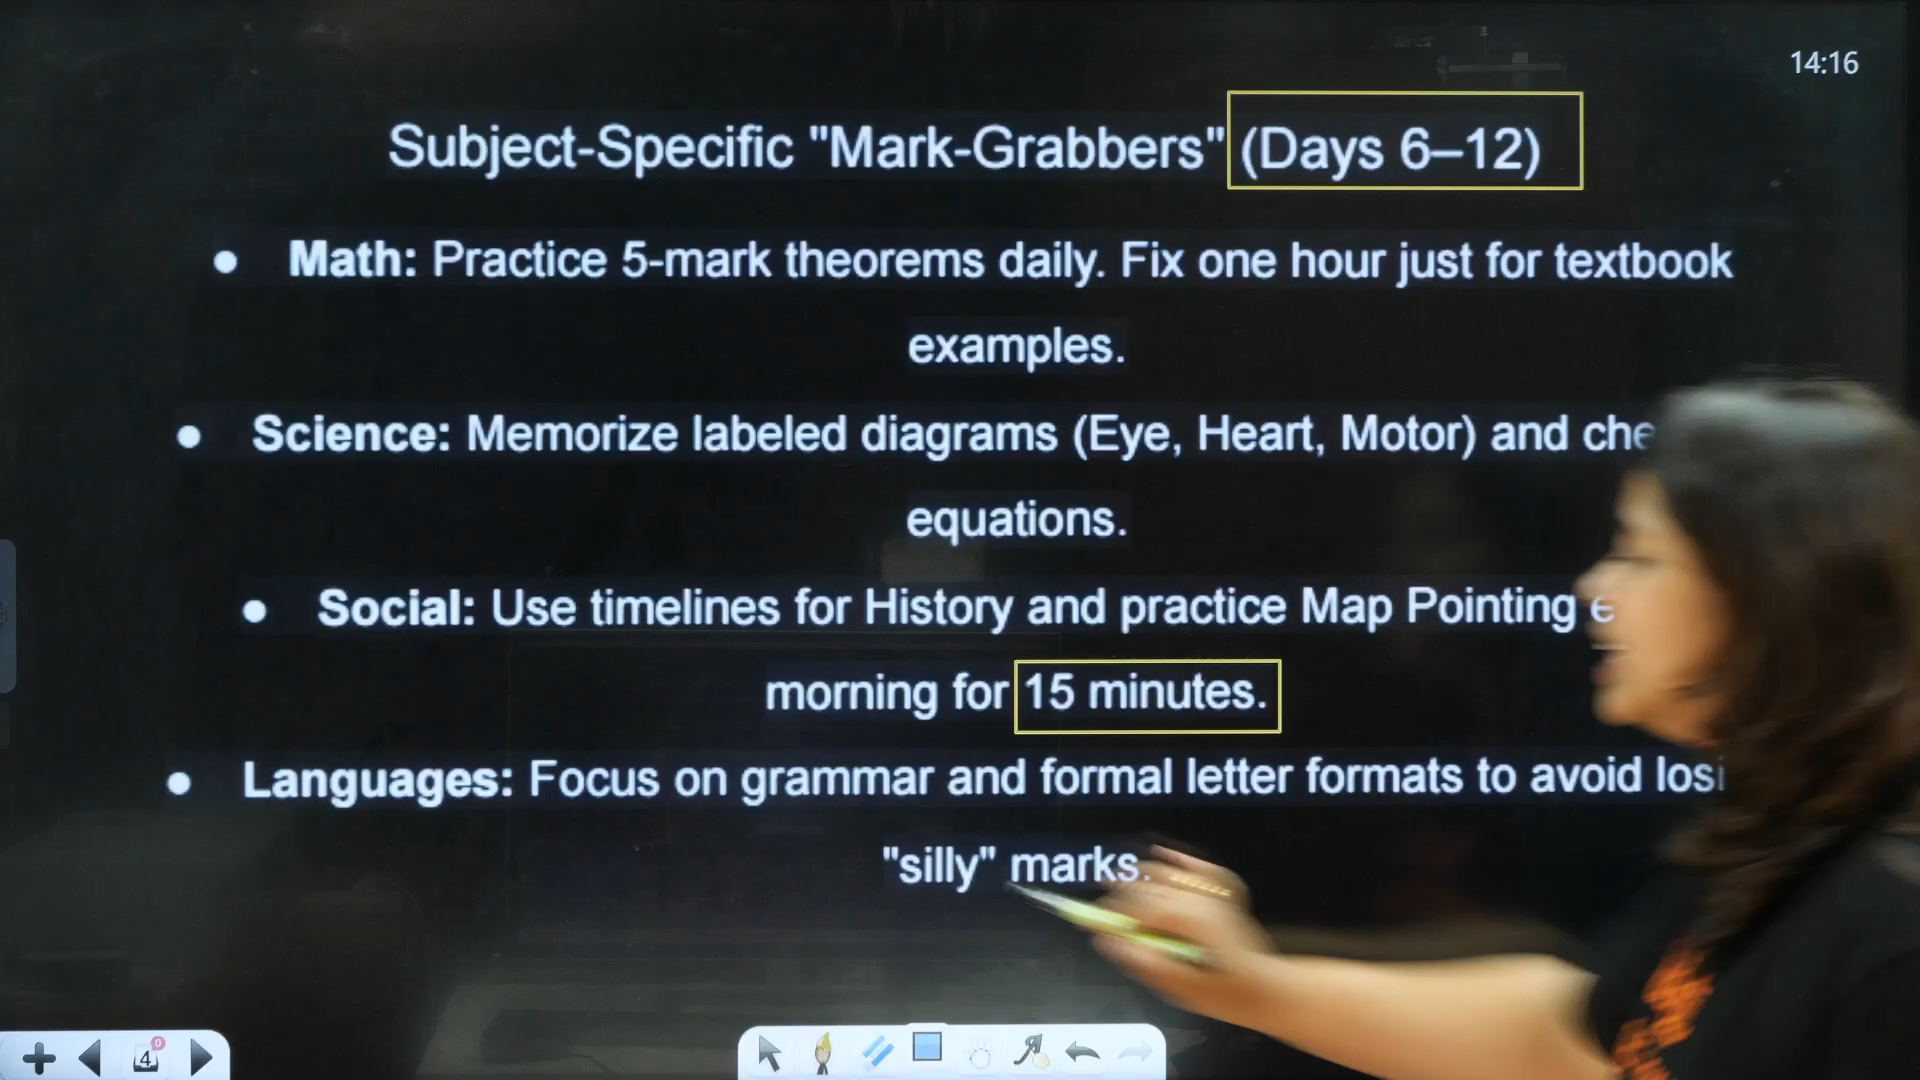 14:16
Subject-Specific "Mark-Grabbers" (Days 6–12)
● Math: Practice 5-mark theorems daily. Fix one hour just for textbook
examples.
● Science: Memorize labeled diagrams (Eye, Heart, Motor) and
equations.
● Social: Use timelines for History and practice Map Pointing
morning for 15 minutes.
● Languages: Focus on grammar and formal letter formats to avoid
"silly" marks.
4
0